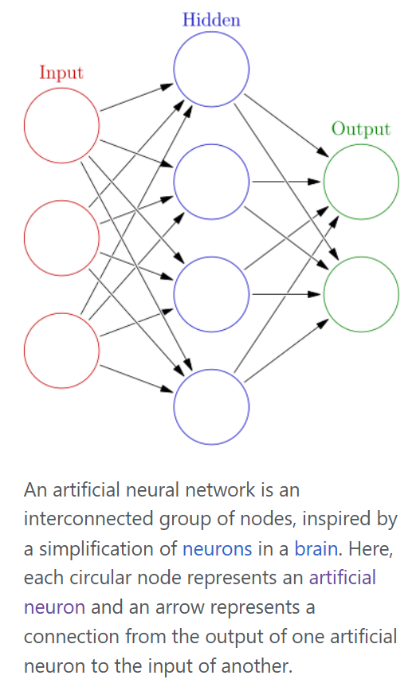 Hidden
Input
Output
An artificial neural network is an
interconnected group of nodes, inspired by
a simplification of neurons in a brain. Here,
each circular node represents an artificial
neuron and an arrow represents a
connection from the output of one artificial
neuron to the input of another.